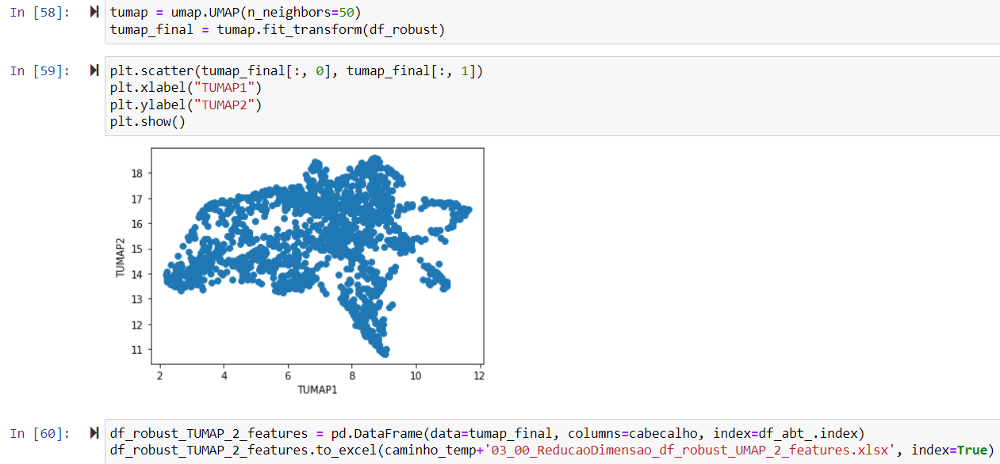 In [58]: tumap = umap.UMAP(n_neighbors=50)
tumap_final = tumap.fit_transform(df_robust)
In [59]: plt.scatter(tumap_final[:, 0], tumap_final[:, 1])
plt.xlabel("TUMAP1")
plt.ylabel("TUMAP2")
plt.show()
18
17
16
15
14
13
12
11
TUMAP2
2 4 6 8 10 12
TUMAP1
In [60]: df_robust_TUMAP_2_features = pd.DataFrame(data=tumap_final, columns=cabecalho, index=df_abt_.index)
df_robust_TUMAP_2_features.to_excel(caminho_temp+'03_00_ReducaoDimensao_df_robust_UMAP_2_features.xlsx', index=True)